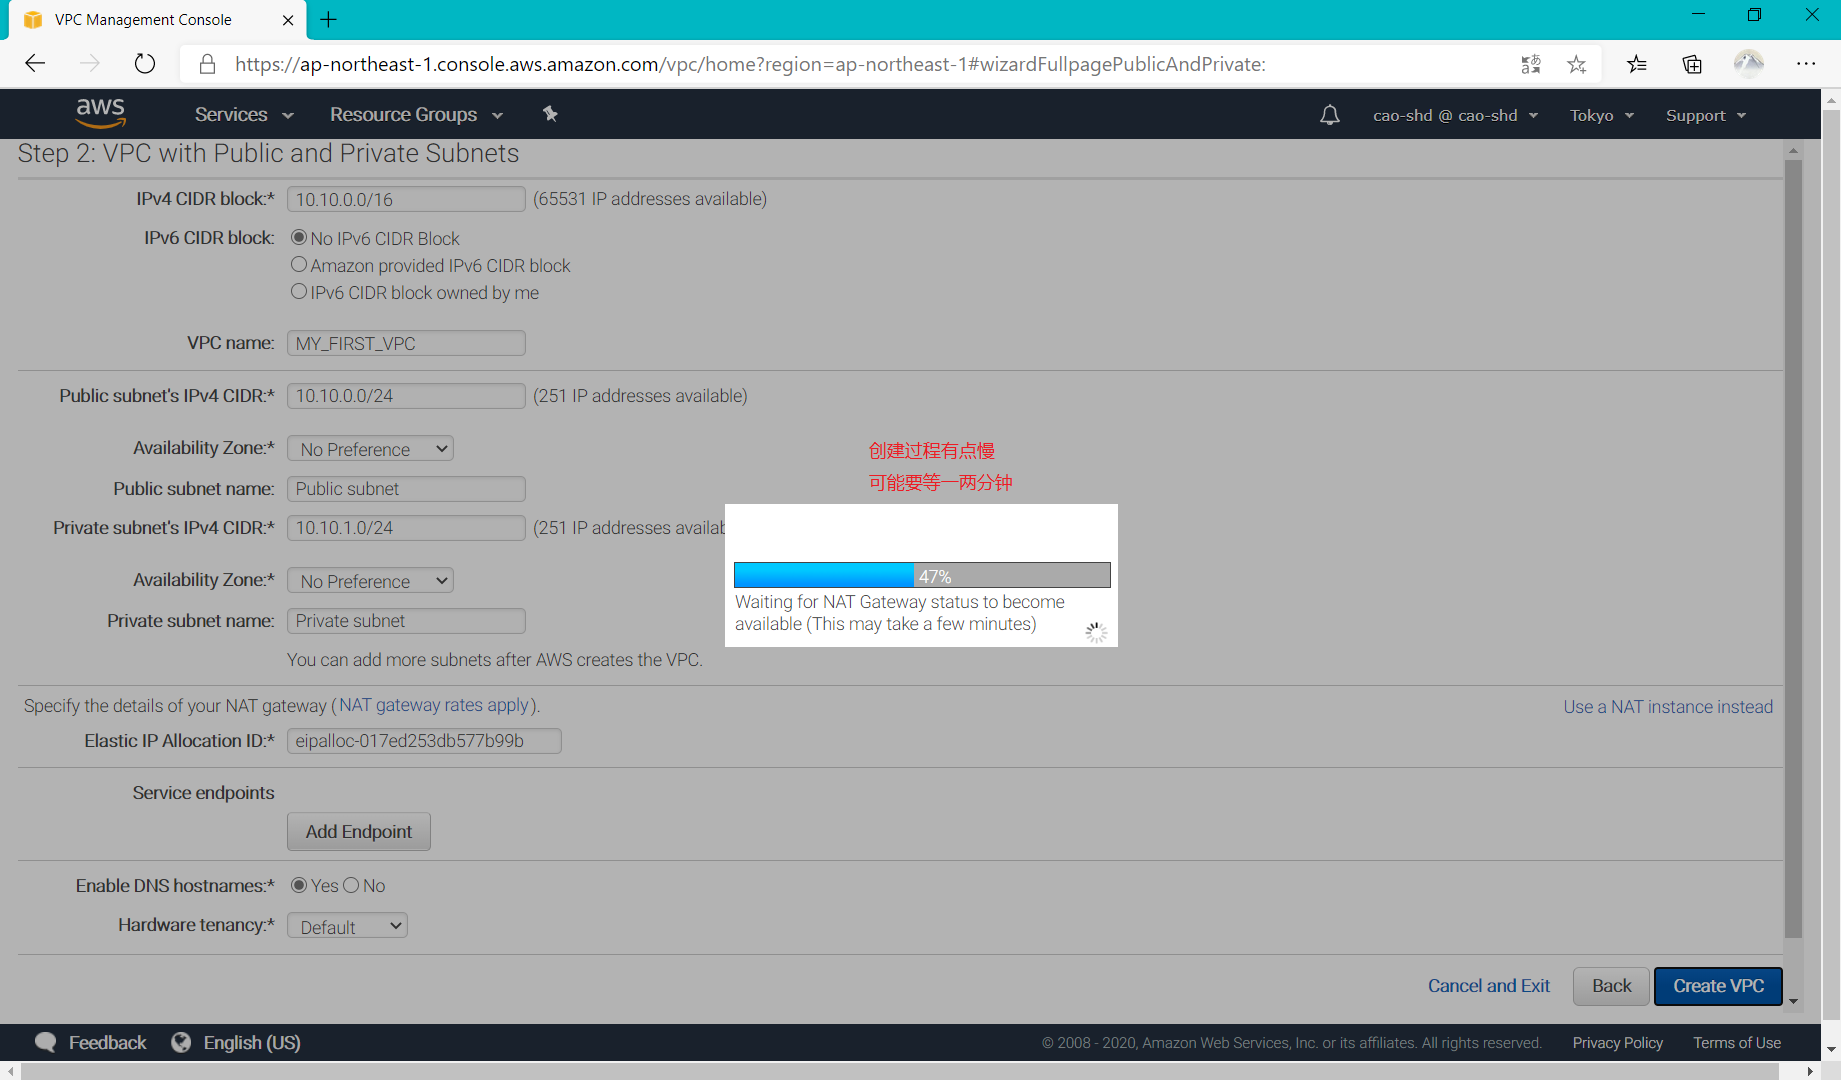 VPC Management Console
https://ap-northeast-1.console.aws.amazon.com/vpc/home?region=ap-northeast-1#wizardFullpagePublicAndPrivate:
aws Services Resource Groups cao-shd @ cao-shd Tokyo Support
Step 2: VPC with Public and Private Subnets
IPv4 CIDR block:* 10.10.0.0/16 (65531 IP addresses available)
IPv6 CIDR block: No IPv6 CIDR Block
Amazon provided IPv6 CIDR block
IPv6 CIDR block owned by me
VPC name: MY_FIRST_VPC
Public subnet's IPv4 CIDR:* 10.10.0.0/24 (251 IP addresses available)
Availability Zone:* No Preference
创建过程有点慢
可能要等一两分钟
Public subnet name: Public subnet
Private subnet's IPv4 CIDR:* 10.10.1.0/24 (251 IP addresses availab
Availability Zone:* No Preference
47%
Waiting for NAT Gateway status to become
available (This may take a few minutes)
Private subnet name: Private subnet
You can add more subnets after AWS creates the VPC.
Specify the details of your NAT gateway (NAT gateway rates apply). Use a NAT instance instead
Elastic IP Allocation ID:* eipalloc-017ed253db577b99b
Service endpoints
Add Endpoint
Enable DNS hostnames:* Yes No
Hardware tenancy:* Default
Cancel and Exit Back Create VPC
Feedback English (US) © 2008 - 2020, Amazon Web Services, Inc. or its affiliates. All rights reserved. Privacy Policy Terms of Use